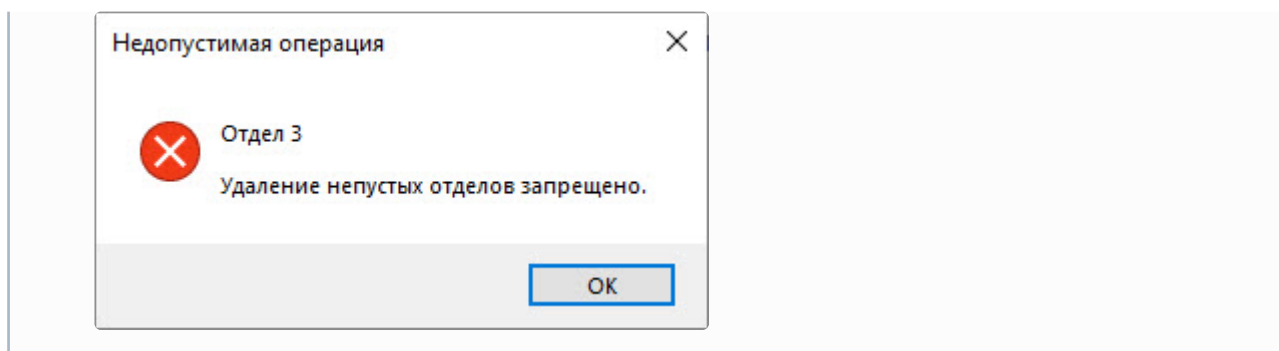 Недопустимая операция
Отдел 3
Удаление непустых отделов запрещено.
OK